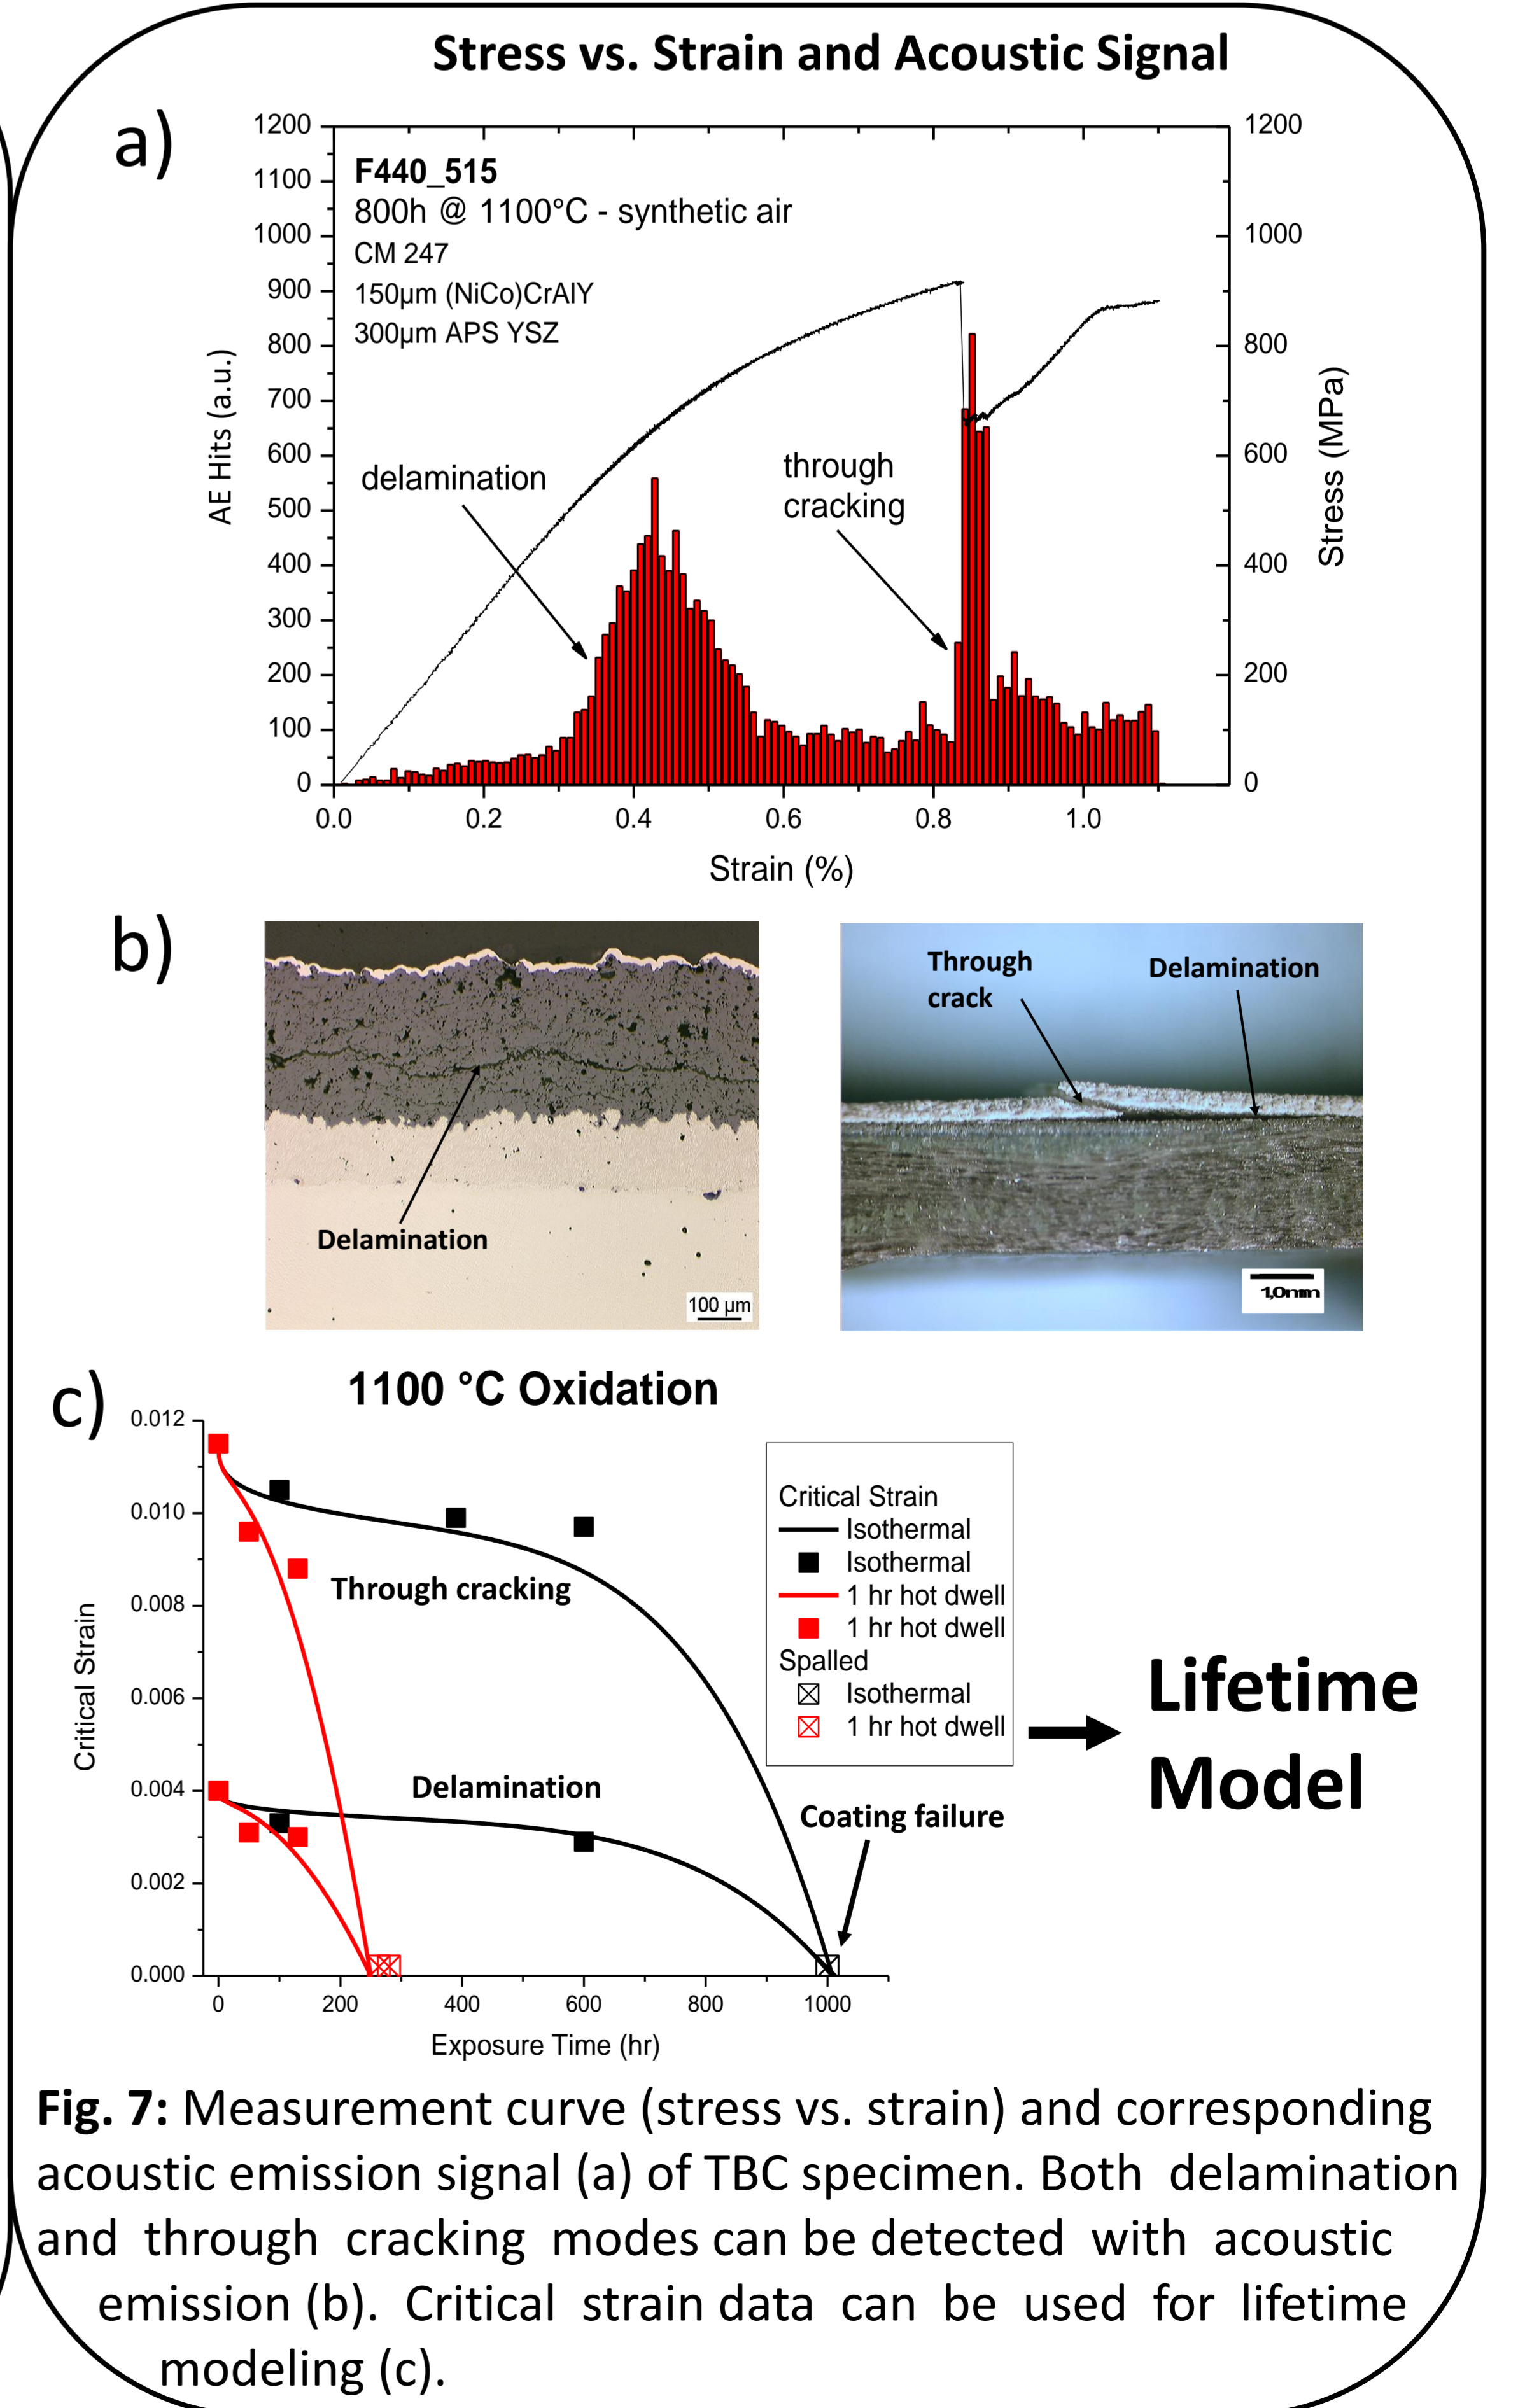 Stress vs. Strain and Acoustic Signal
a)
1200
1100
1000
900
800
700
600
500
400
300
200
100
0
AE Hits (a.u.)
F440_515
800h @ 1100°C - synthetic air
CM 247
150µm (NiCo)CrAlY
300µm APS YSZ
delamination
through
cracking
1200
1000
800
600
400
200
0
Stress (MPa)
0.0 0.2 0.4 0.6 0.8 1.0
Strain (%)
b)
Delamination
100 µm
Through
crack
Delamination
1,0mm
c)
1100 °C Oxidation
0.012
0.010
0.008
0.006
0.004
0.002
0.000
Critical Strain
Through cracking
Delamination
Coating failure
Critical Strain
Isothermal
Isothermal
1 hr hot dwell
1 hr hot dwell
Spalled
Isothermal
1 hr hot dwell
0 200 400 600 800 1000
Exposure Time (hr)
Lifetime
Model
Fig. 7: Measurement curve (stress vs. strain) and corresponding
acoustic emission signal (a) of TBC specimen. Both delamination
and through cracking modes can be detected with acoustic
emission (b). Critical strain data can be used for lifetime
modeling (c).